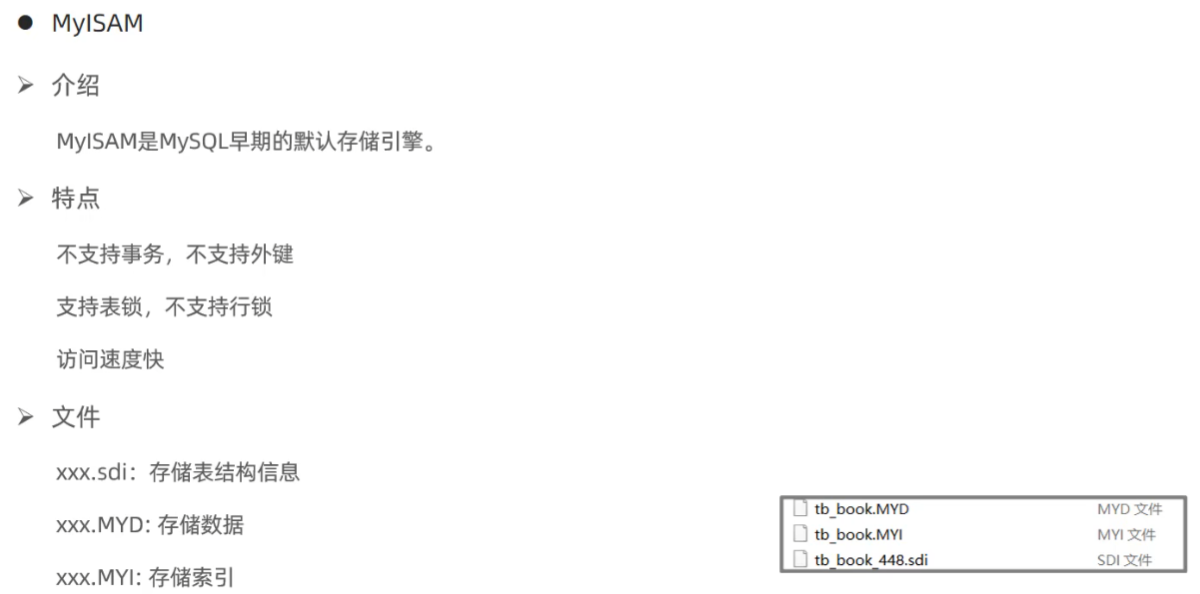 ● MyISAM
➢ 介绍
MyISAM是MySQL早期的默认存储引擎。
➢ 特点
不支持事务，不支持外键
支持表锁，不支持行锁
访问速度快
➢ 文件
xxx.sdi：存储表结构信息
xxx.MYD: 存储数据
xxx.MYI: 存储索引
tb_book.MYD MYD 文件
tb_book.MYI MYI 文件
tb_book_448.sdi SDI 文件